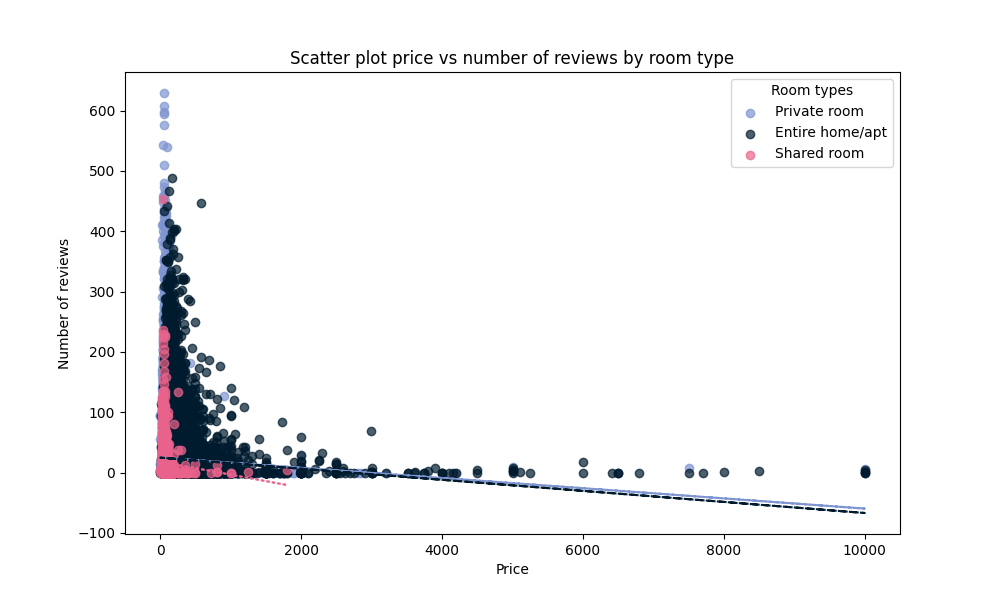 Scatter plot price vs number of reviews by room type
Room types
Private room
Entire home/apt
Shared room
Number of reviews
600
500
400
300
200
100
0
−100
0 2000 4000 6000 8000 10000
Price